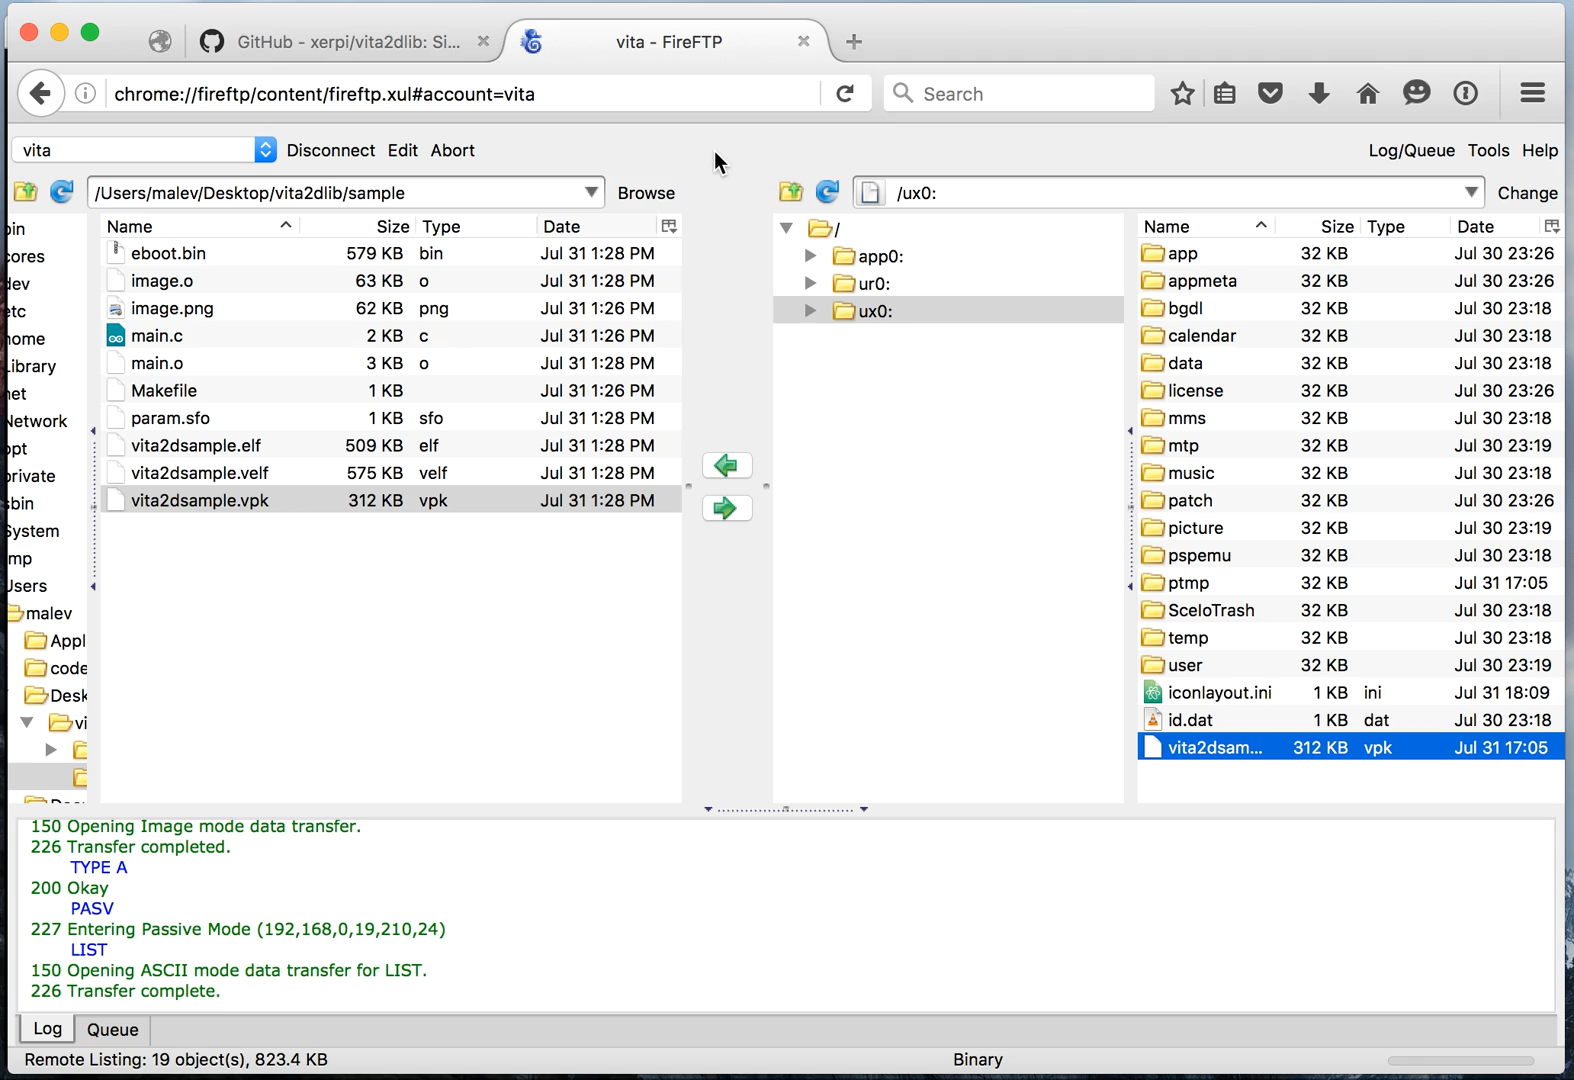 GitHub - xerpi/vita2dlib: Si...
vita - FireFTP
chrome://fireftp/content/fireftp.xul#account=vita
Search
vita
Disconnect Edit Abort
Log/Queue Tools Help
/Users/malev/Desktop/vita2dlib/sample
Browse
/ux0:
Change
in
ores
ev
tc
ome
ibrary
et
Network
opt
private
bin
System
mp
Users
malev
Appl
code
Desk
vi
Name Size Type Date
eboot.bin 579 KB bin Jul 31 1:28 PM
image.o 63 KB o Jul 31 1:28 PM
image.png 62 KB png Jul 31 1:26 PM
main.c 2 KB c Jul 31 1:26 PM
main.o 3 KB o Jul 31 1:28 PM
Makefile 1 KB Jul 31 1:26 PM
param.sfo 1 KB sfo Jul 31 1:28 PM
vita2dsample.elf 509 KB elf Jul 31 1:28 PM
vita2dsample.velf 575 KB velf Jul 31 1:28 PM
vita2dsample.vpk 312 KB vpk Jul 31 1:28 PM
/
app0:
ur0:
ux0:
Name Size Type Date
app 32 KB Jul 30 23:26
appmeta 32 KB Jul 30 23:26
bgdl 32 KB Jul 30 23:18
calendar 32 KB Jul 30 23:18
data 32 KB Jul 30 23:18
license 32 KB Jul 30 23:26
mms 32 KB Jul 30 23:18
mtp 32 KB Jul 30 23:19
music 32 KB Jul 30 23:18
patch 32 KB Jul 30 23:26
picture 32 KB Jul 30 23:19
pspemu 32 KB Jul 30 23:18
ptmp 32 KB Jul 31 17:05
SceIoTrash 32 KB Jul 30 23:18
temp 32 KB Jul 30 23:18
user 32 KB Jul 30 23:19
iconlayout.ini 1 KB ini Jul 31 18:09
id.dat 1 KB dat Jul 30 23:18
vita2dsam... 312 KB vpk Jul 31 17:05
150 Opening Image mode data transfer.
226 Transfer completed.
TYPE A
200 Okay
PASV
227 Entering Passive Mode (192,168,0,19,210,24)
LIST
150 Opening ASCII mode data transfer for LIST.
226 Transfer complete.
Log Queue
Remote Listing: 19 object(s), 823.4 KB
Binary